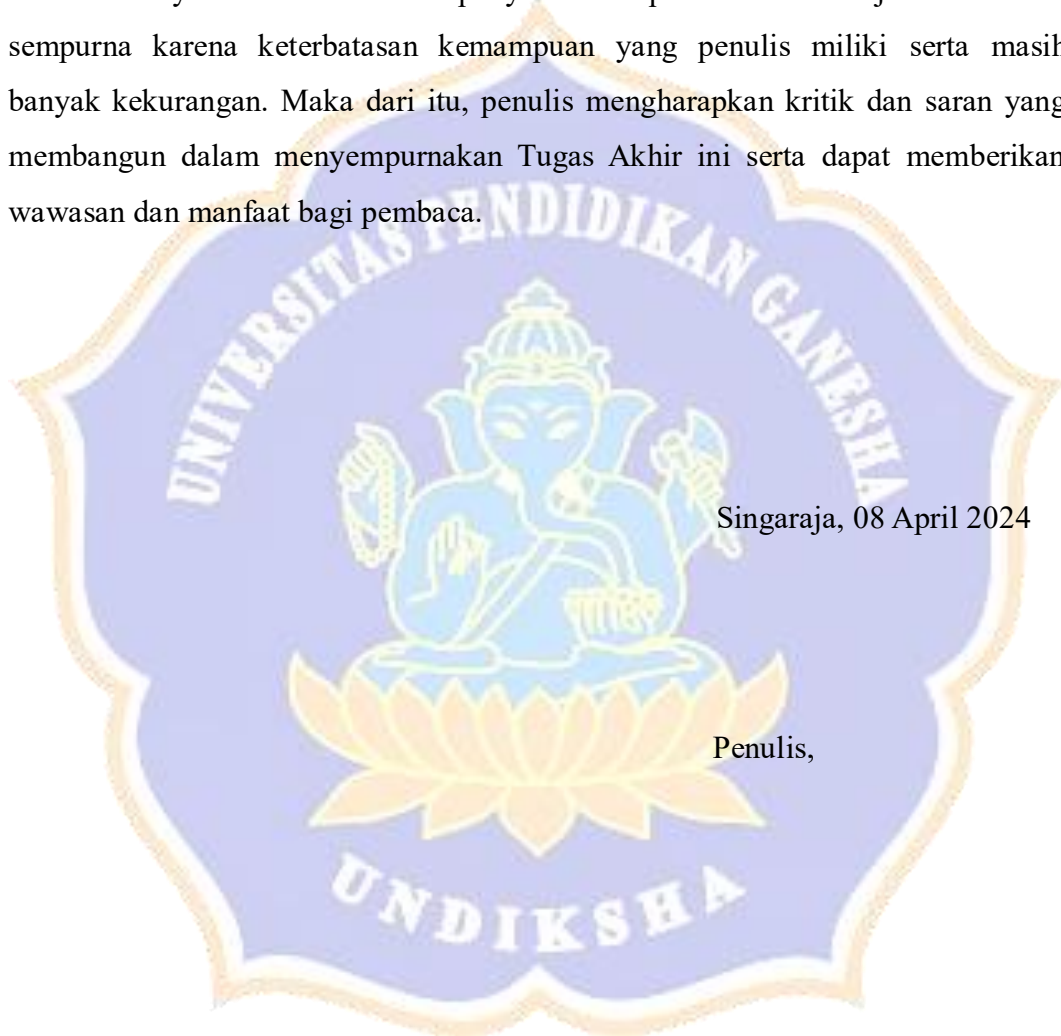 sempurna karena keterbatasan kemampuan yang penulis miliki serta masih
banyak kekurangan. Maka dari itu, penulis mengharapkan kritik dan saran yang
membangun dalam menyempurnakan Tugas Akhir ini serta dapat memberikan
wawasan dan manfaat bagi pembaca.
UNIVERSITAS PENDIDIKAN GANESHA
Singaraja, 08 April 2024
Penulis,
UNDIKSHA